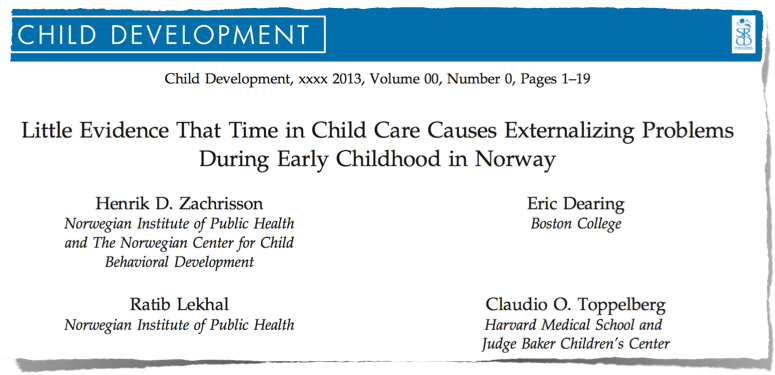 CHILD DEVELOPMENT
Child Development, xxxx 2013, Volume 00, Number 0, Pages 1–19
Little Evidence That Time in Child Care Causes Externalizing Problems
During Early Childhood in Norway
Henrik D. Zachrisson
Norwegian Institute of Public Health
and The Norwegian Center for Child
Behavioral Development
Eric Dearing
Boston College
Ratib Lekhal
Norwegian Institute of Public Health
Claudio O. Toppelberg
Harvard Medical School and
Judge Baker Children's Center